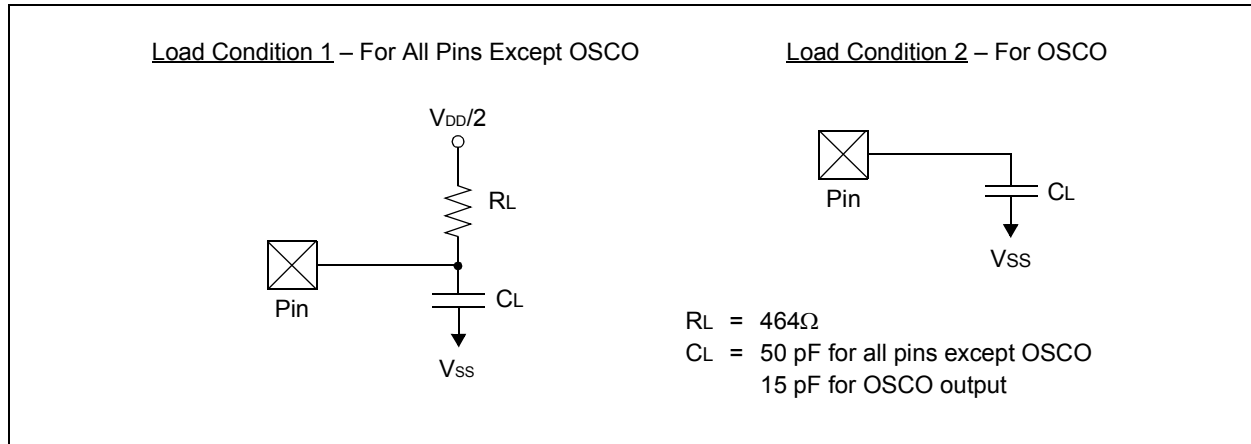 Load Condition 1 – For All Pins Except OSCO
VDD/2
RL
Pin
CL
VSS
Load Condition 2 – For OSCO
Pin
CL
VSS
RL = 464Ω
CL = 50 pF for all pins except OSCO
15 pF for OSCO output